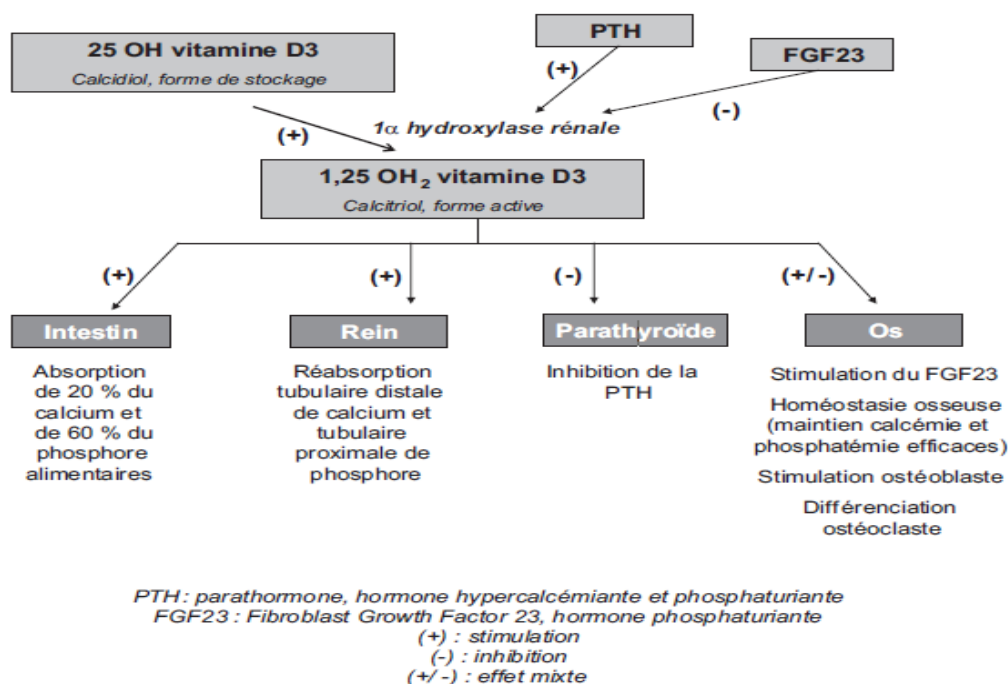 25 OH vitamine D3
Calcidiol, forme de stockage
PTH
FGF23
(+)
(+)
(-)
1α hydroxylase rénale
1,25 OH₂ vitamine D3
Calcitriol, forme active
(+)
(+)
(-)
(+/-)
Intestin
Absorption
de 20 % du
calcium et
de 60 % du
phosphore
alimentaires
Rein
Réabsorption
tubulaire distale
de calcium et
tubulaire
proximale de
phosphore
Parathyroïde
Inhibition de la
PTH
Os
Stimulation du FGF23
Homéostasie osseuse
(maintien calcémie et
phosphatémie efficaces)
Stimulation ostéoblaste
Différenciation
ostéoclaste
PTH : parathormone, hormone hypercalcémiante et phosphaturiante
FGF23 : Fibroblast Growth Factor 23, hormone phosphaturiante
(+) : stimulation
(-) : inhibition
(+/-) : effet mixte